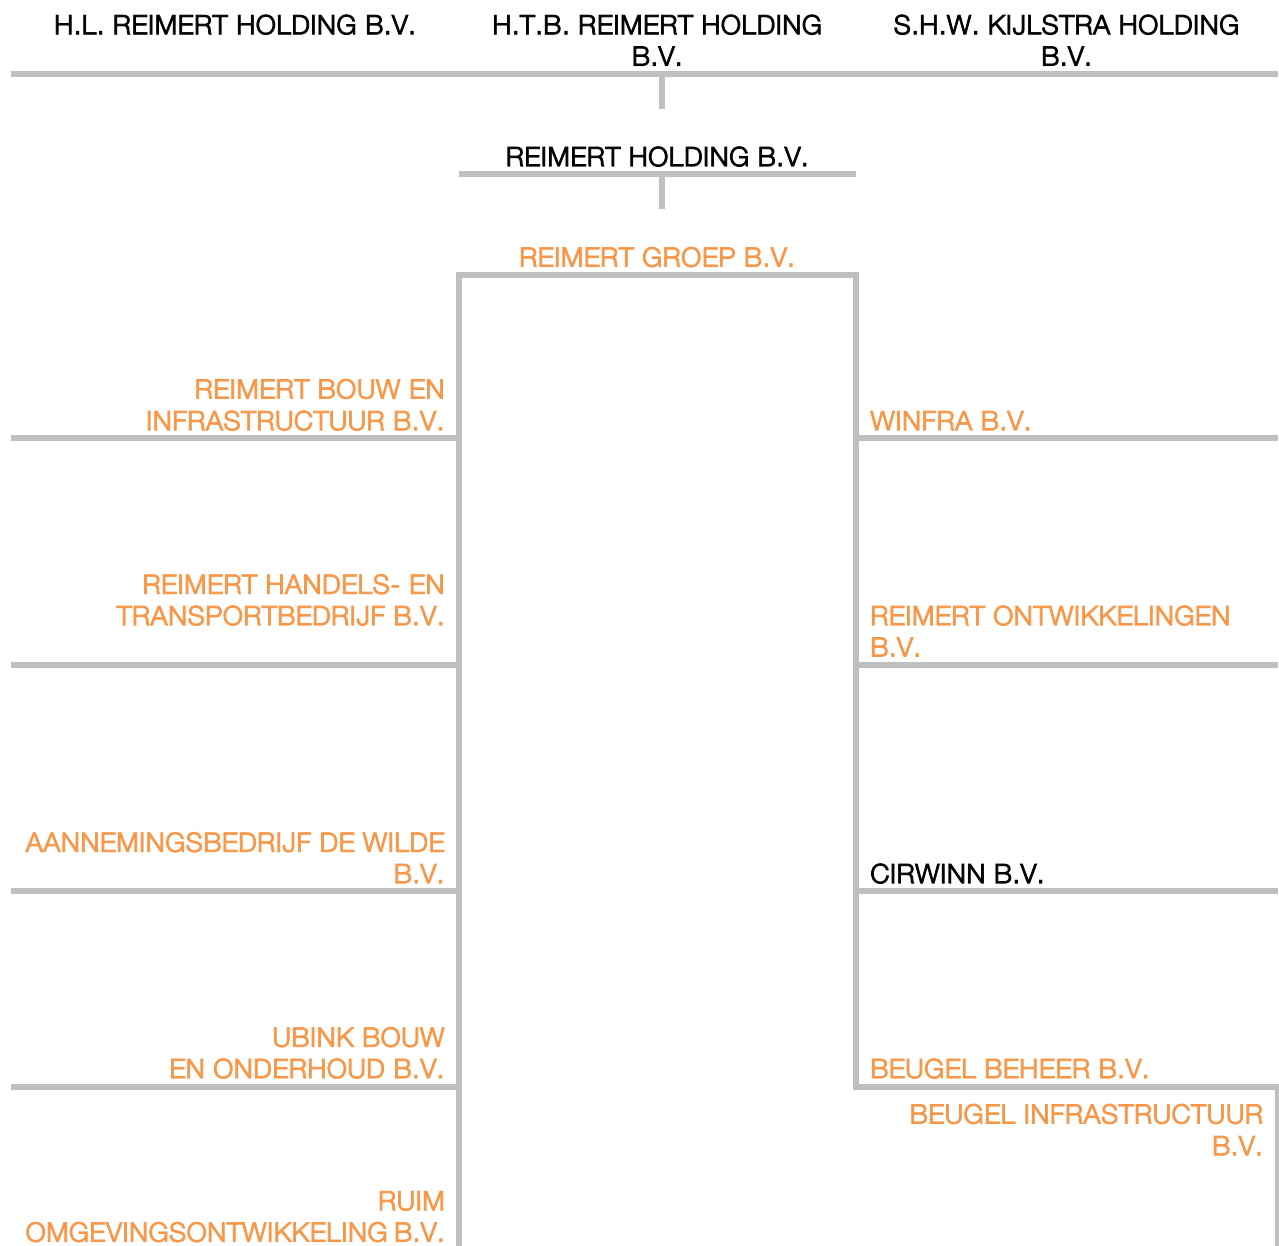 H.L. REIMERT HOLDING B.V.
H.T.B. REIMERT HOLDING
B.V.
S.H.W. KIJLSTRA HOLDING
B.V.
REIMERT HOLDING B.V.
REIMERT GROEP B.V.
REIMERT BOUW EN
INFRASTRUCTUUR B.V.
WINFRA B.V.
REIMERT HANDELS- EN
TRANSPORTBEDRIJF B.V.
REIMERT ONTWIKKELINGEN
B.V.
AANNEMINGSBEDRIJF DE WILDE
B.V.
CIRWINN B.V.
UBINK BOUW
EN ONDERHOUD B.V.
BEUGEL BEHEER B.V.
BEUGEL INFRASTRUCTUUR
B.V.
RUIM
OMGEVINGSONTWIKKELING B.V.